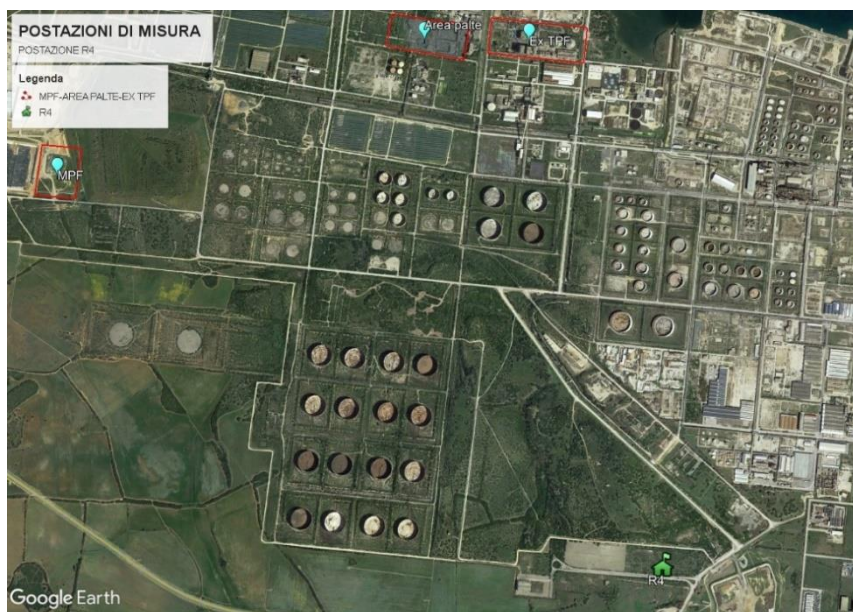 POSTAZIONI DI MISURA
POSTAZIONE R4
Legenda
MPF-AREA PALTE-EX TPF
R4
Area palte
Ex TPF
MPF
R4
Google Earth